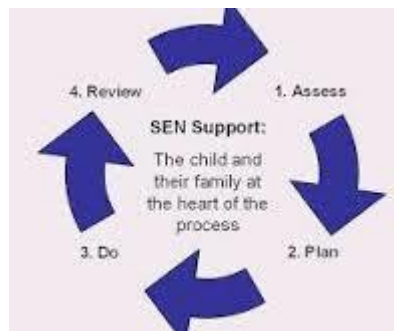 4. Review
1. Assess
SEN Support:
The child and
their family at
the heart of the
process
3. Do
2. Plan